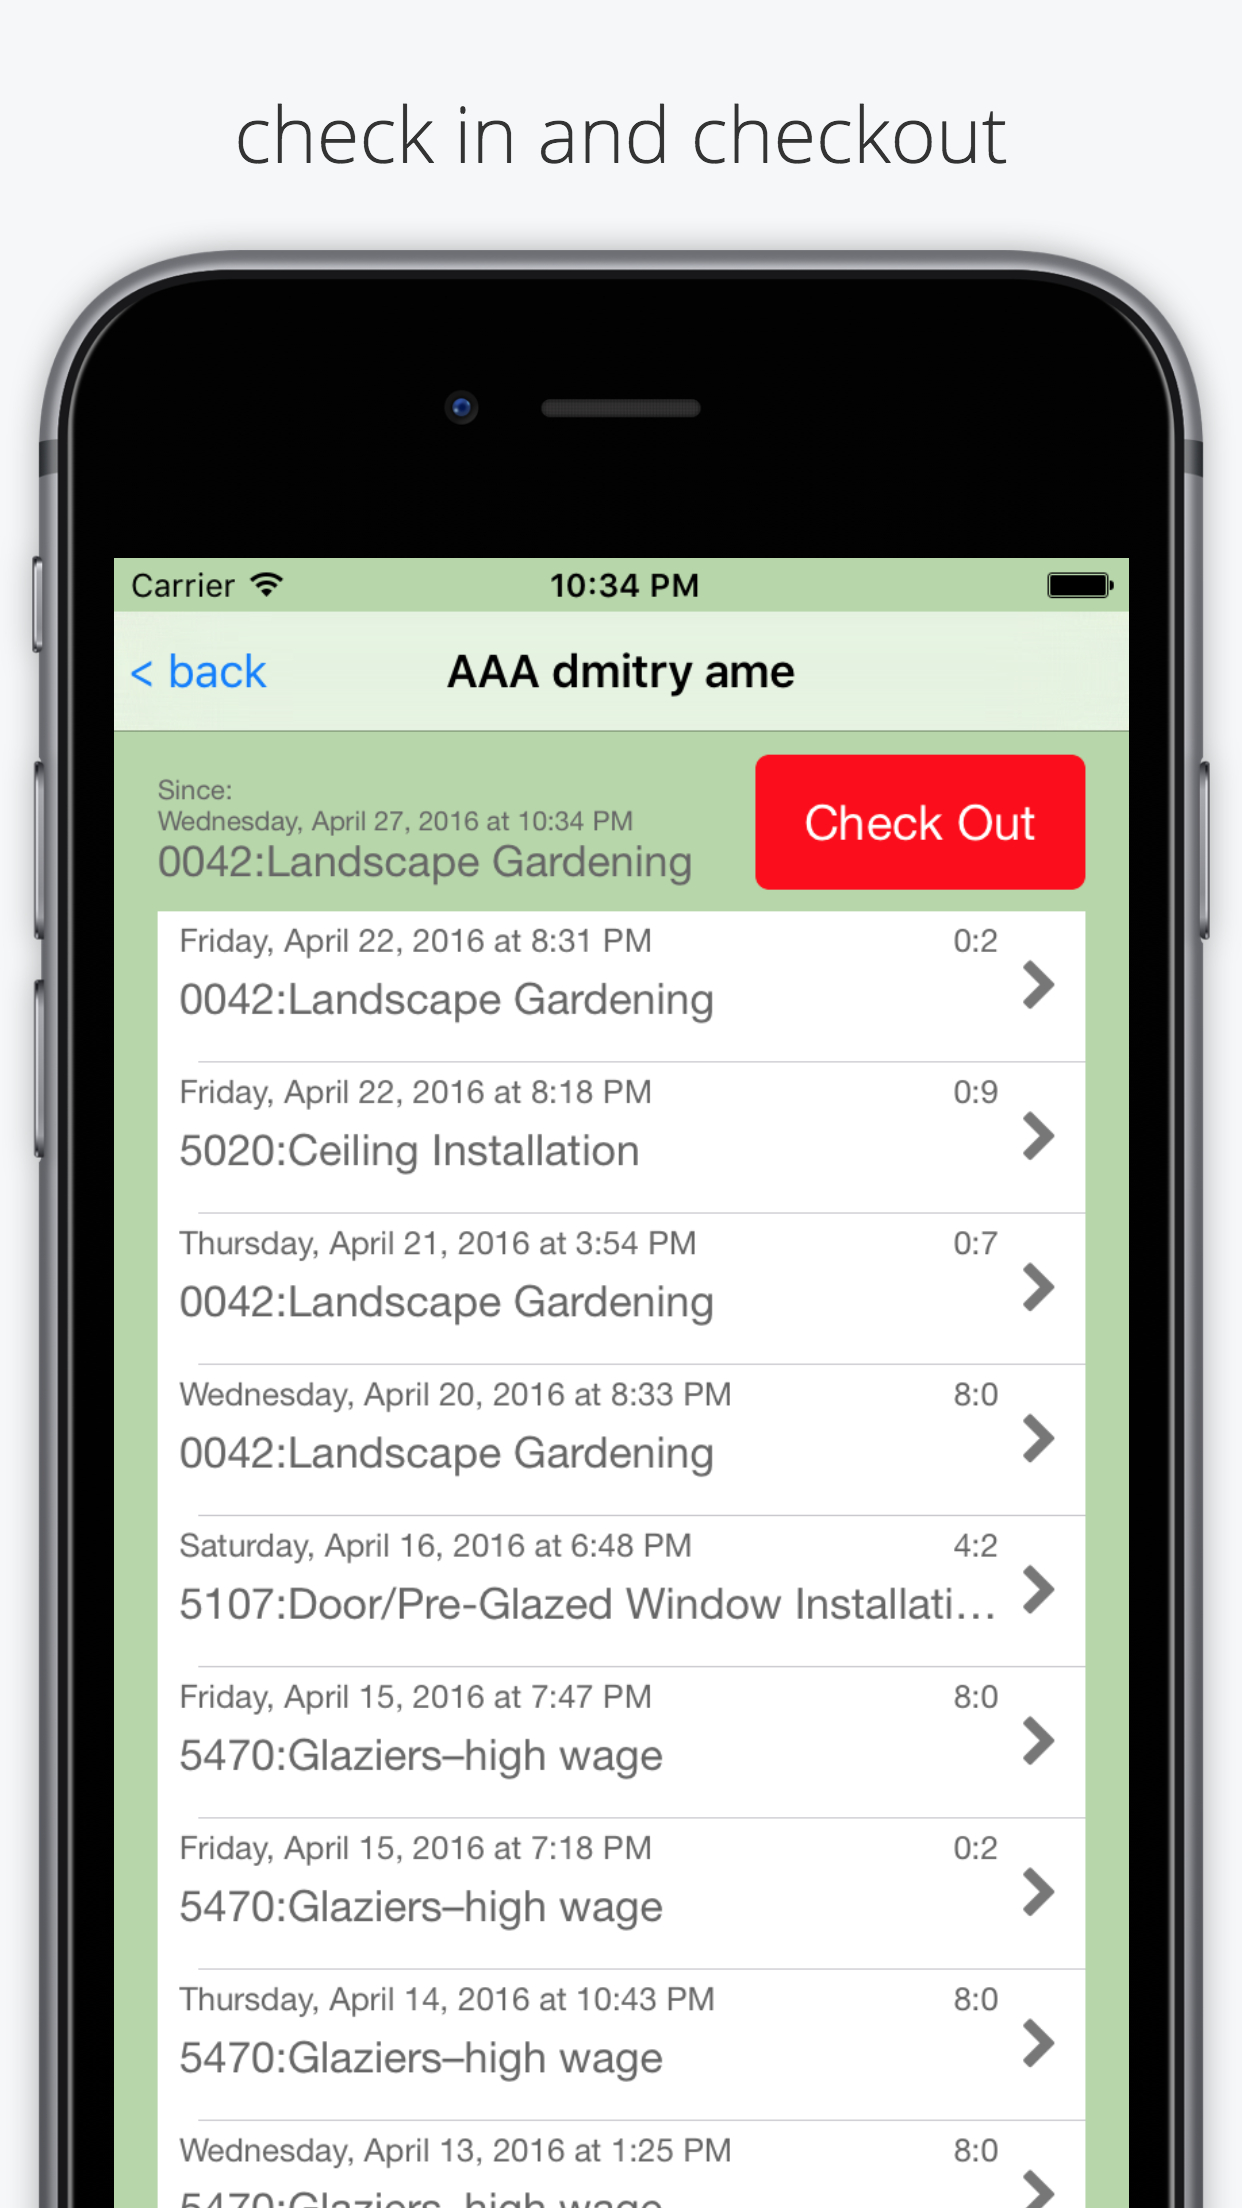 check in and checkout
Carrier 10:34 PM
< back AAA dmitry ame
Since:
Wednesday, April 27, 2016 at 10:34 PM
0042:Landscape Gardening
Check Out
Friday, April 22, 2016 at 8:31 PM 0:2
0042:Landscape Gardening
Friday, April 22, 2016 at 8:18 PM 0:9
5020:Ceiling Installation
Thursday, April 21, 2016 at 3:54 PM 0:7
0042:Landscape Gardening
Wednesday, April 20, 2016 at 8:33 PM 8:0
0042:Landscape Gardening
Saturday, April 16, 2016 at 6:48 PM 4:2
5107:Door/Pre-Glazed Window Installati...
Friday, April 15, 2016 at 7:47 PM 8:0
5470:Glaziers–high wage
Friday, April 15, 2016 at 7:18 PM 0:2
5470:Glaziers–high wage
Thursday, April 14, 2016 at 10:43 PM 8:0
5470:Glaziers–high wage
Wednesday, April 13, 2016 at 1:25 PM 8:0
5470:Glaziers–high wage